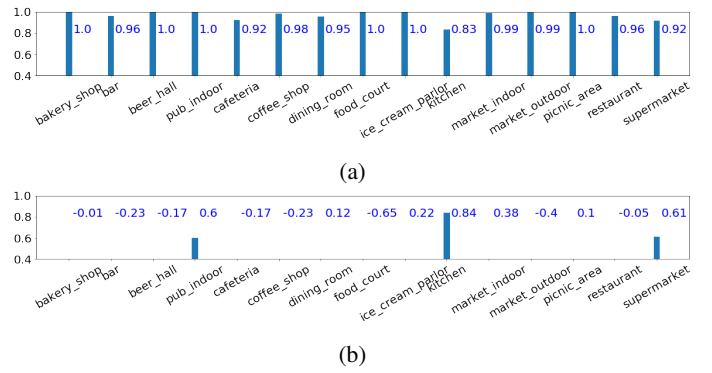 1.0
0.8
0.6
0.4
1.0 0.96 1.0 1.0 0.92 0.98 0.95 1.0 1.0 0.83 0.99 0.99 1.0 0.96 0.92
bakery_shop bar beer_hall pub_indoor cafeteria coffee_shop dining_room food_court ice_cream_parlor kitchen market_indoor market_outdoor picnic_area restaurant supermarket
(a)
1.0
0.8
0.6
0.4
-0.01 -0.23 -0.17 0.6 -0.17 -0.23 0.12 -0.65 0.22 0.84 0.38 -0.4 0.1 -0.05 0.61
bakery_shop bar beer_hall pub_indoor cafeteria coffee_shop dining_room food_court ice_cream_parlor kitchen market_indoor market_outdoor picnic_area restaurant supermarket
(b)